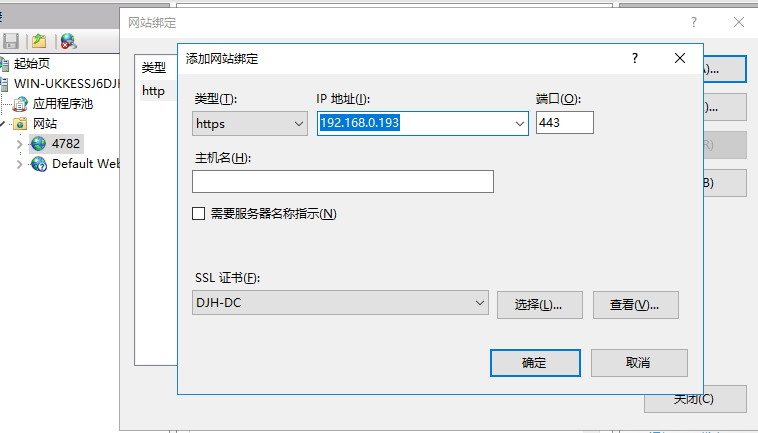 网站绑定
添加网站绑定
起始页
WIN-UKKESSJ6DJH
应用程序池
网站
4782
Default Web
类型
http
类型(T):
IP 地址(I):
端口(O):
https
192.168.0.193
443
主机名(H):
需要服务器名称指示(N)
SSL 证书(F):
DJH-DC
选择(L)...
查看(V)...
确定
取消
)...
)...
R)
B)
关闭(C)